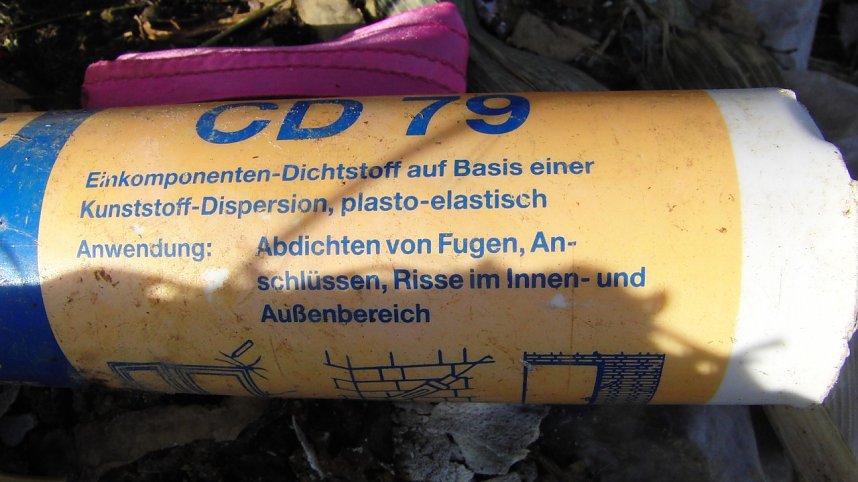 CD 79
Einkomponenten-Dichtstoff auf Basis einer
Kunststoff-Dispersion, plasto-elastisch
Anwendung: Abdichten von Fugen, An-
schlüssen, Risse im Innen- und
Außenbereich